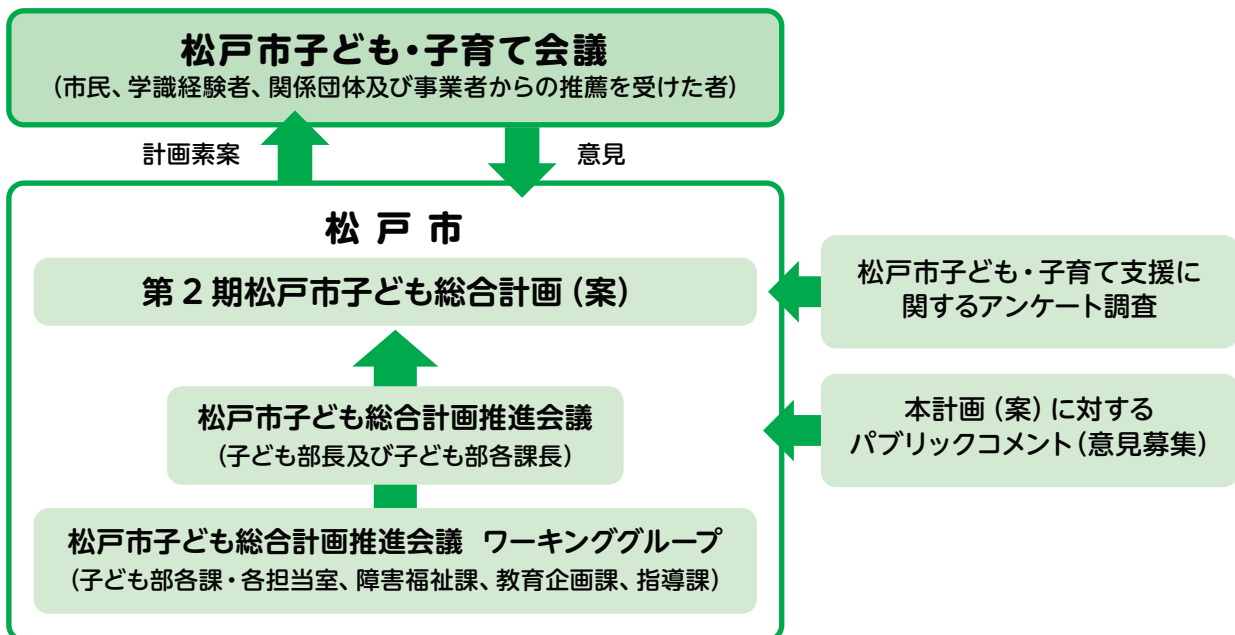 松戸市子ども・子育て会議
(市民、学識経験者、関係団体及び事業者からの推薦を受けた者)
計画素案
意見
松戸市
第2期松戸市子ども総合計画(案)
松戸市子ども総合計画推進会議
(子ども部長及び子ども部各課長)
松戸市子ども総合計画推進会議 ワーキンググループ
(子ども部各課・各担当室、障害福祉課、教育企画課、指導課)
松戸市子ども・子育て支援に
関するアンケート調査
本計画(案)に対する
パブリックコメント(意見募集)